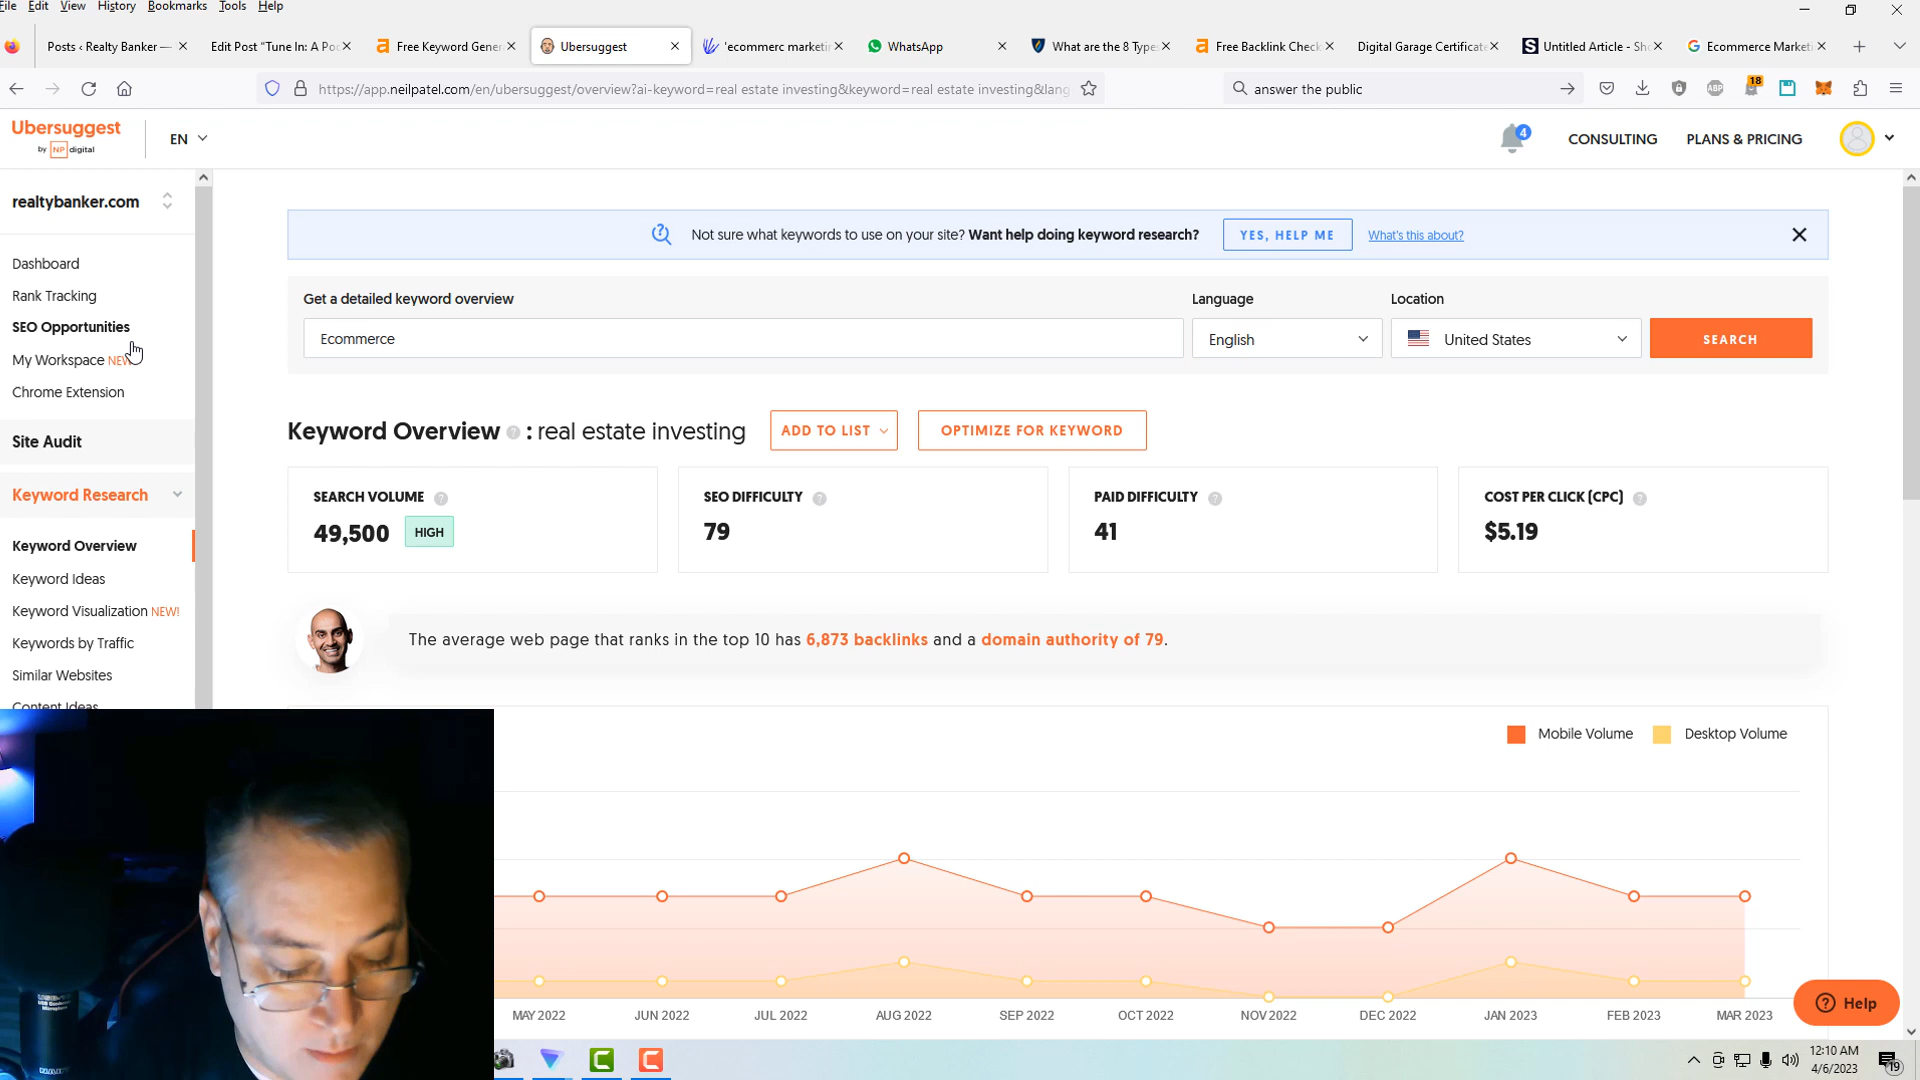 File Edit View History Bookmarks Tools Help
Posts ‹ Realty Banker —
Edit Post “Tune In: A Po
Free Keyword Gener
Ubersuggest
'ecommerc marketi
WhatsApp
What are the 8 Types
Free Backlink Check
Digital Garage Certificate
Untitled Article - Sh
Ecommerce Marketi
https://app.neilpatel.com/en/ubersuggest/overview?ai-keyword=real estate investing&keyword=real estate investing&lang
answer the public
18
Ubersuggest
by NP digital
EN
4
CONSULTING
PLANS & PRICING
realtybanker.com
Dashboard
Rank Tracking
SEO Opportunities
My Workspace NEW
Chrome Extension
Site Audit
Keyword Research
Keyword Overview
Keyword Ideas
Keyword Visualization NEW!
Keywords by Traffic
Similar Websites
Content Ideas
Not sure what keywords to use on your site? Want help doing keyword research?
YES, HELP ME
What's this about?
Get a detailed keyword overview
Language
Location
Ecommerce
English
United States
SEARCH
Keyword Overview : real estate investing
ADD TO LIST
OPTIMIZE FOR KEYWORD
SEARCH VOLUME
49,500 HIGH
SEO DIFFICULTY
79
PAID DIFFICULTY
41
COST PER CLICK (CPC)
$5.19
The average web page that ranks in the top 10 has 6,873 backlinks and a domain authority of 79.
Mobile Volume
Desktop Volume
MAY 2022 JUN 2022 JUL 2022 AUG 2022 SEP 2022 OCT 2022 NOV 2022 DEC 2022 JAN 2023 FEB 2023 MAR 2023
Help
12:10 AM
4/6/2023
19